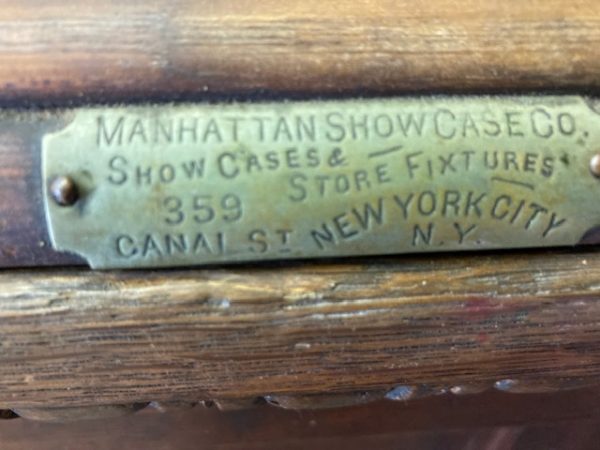 MANHATTAN SHOW CASE CO.
SHOW CASES &
STORE FIXTURES
359
CANAL ST. NEW YORK CITY
N.Y.